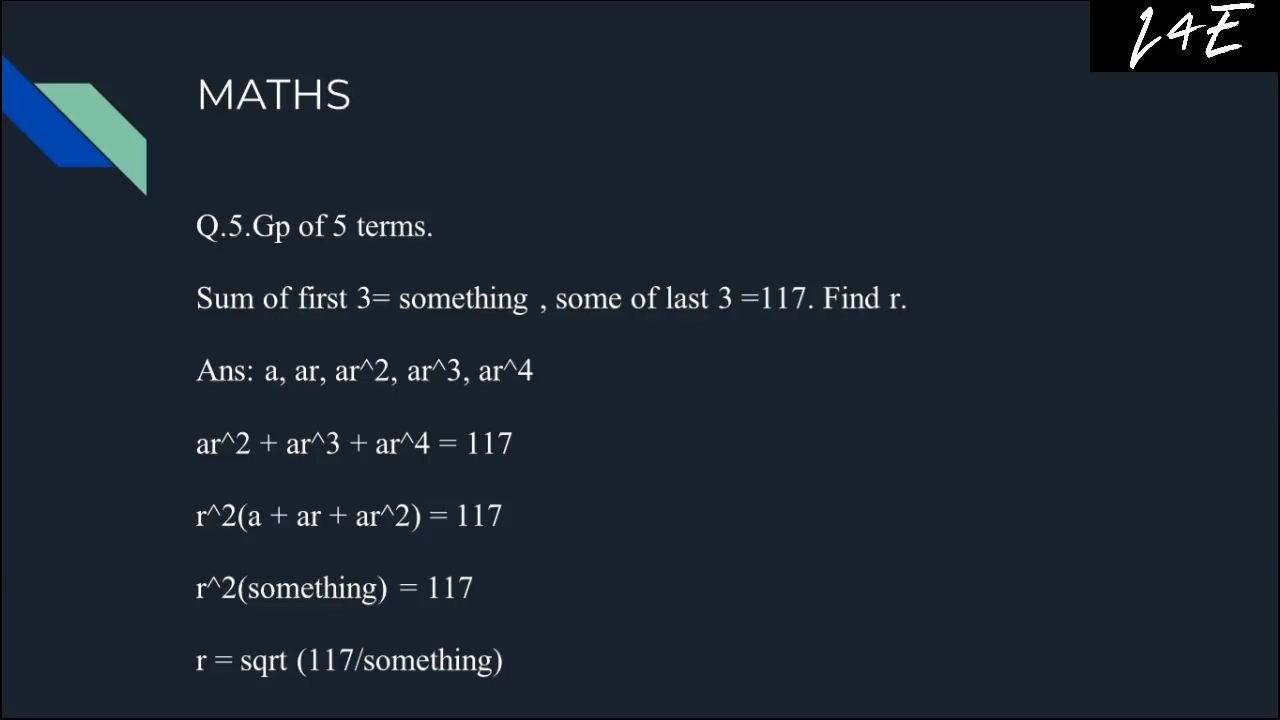 L4E
MATHS
Q.5.Gp of 5 terms.
Sum of first 3= something , some of last 3 =117. Find r.
Ans: a, ar, ar^2, ar^3, ar^4
ar^2 + ar^3 + ar^4 = 117
r^2(a + ar + ar^2) = 117
r^2(something) = 117
r = sqrt (117/something)